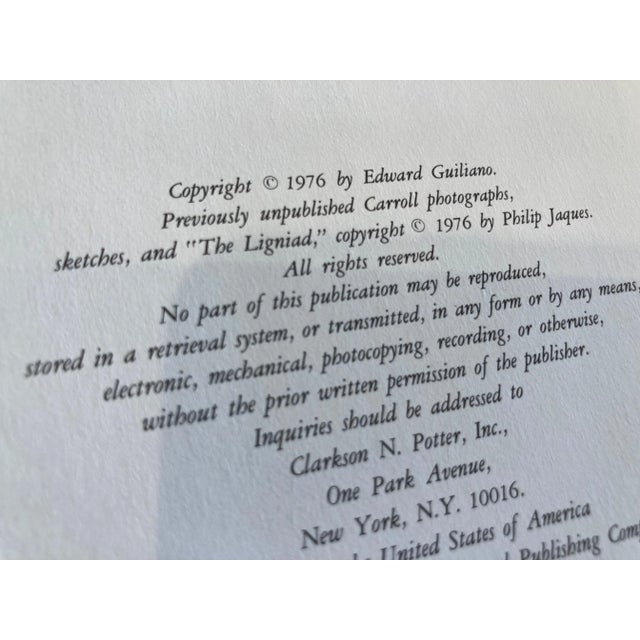 Copyright © 1976 by Edward Guiliano.
Previously unpublished Carroll photographs,
sketches, and "The Ligniad," copyright © 1976 by Philip Jaques.
All rights reserved.
No part of this publication may be reproduced,
stored in a retrieval system, or transmitted, in any form or by any means,
electronic, mechanical, photocopying, recording, or otherwise,
without the prior written permission of the publisher.
Inquiries should be addressed to
Clarkson N. Potter, Inc.,
One Park Avenue,
New York, N.Y. 10016.
United States of America
Publishing